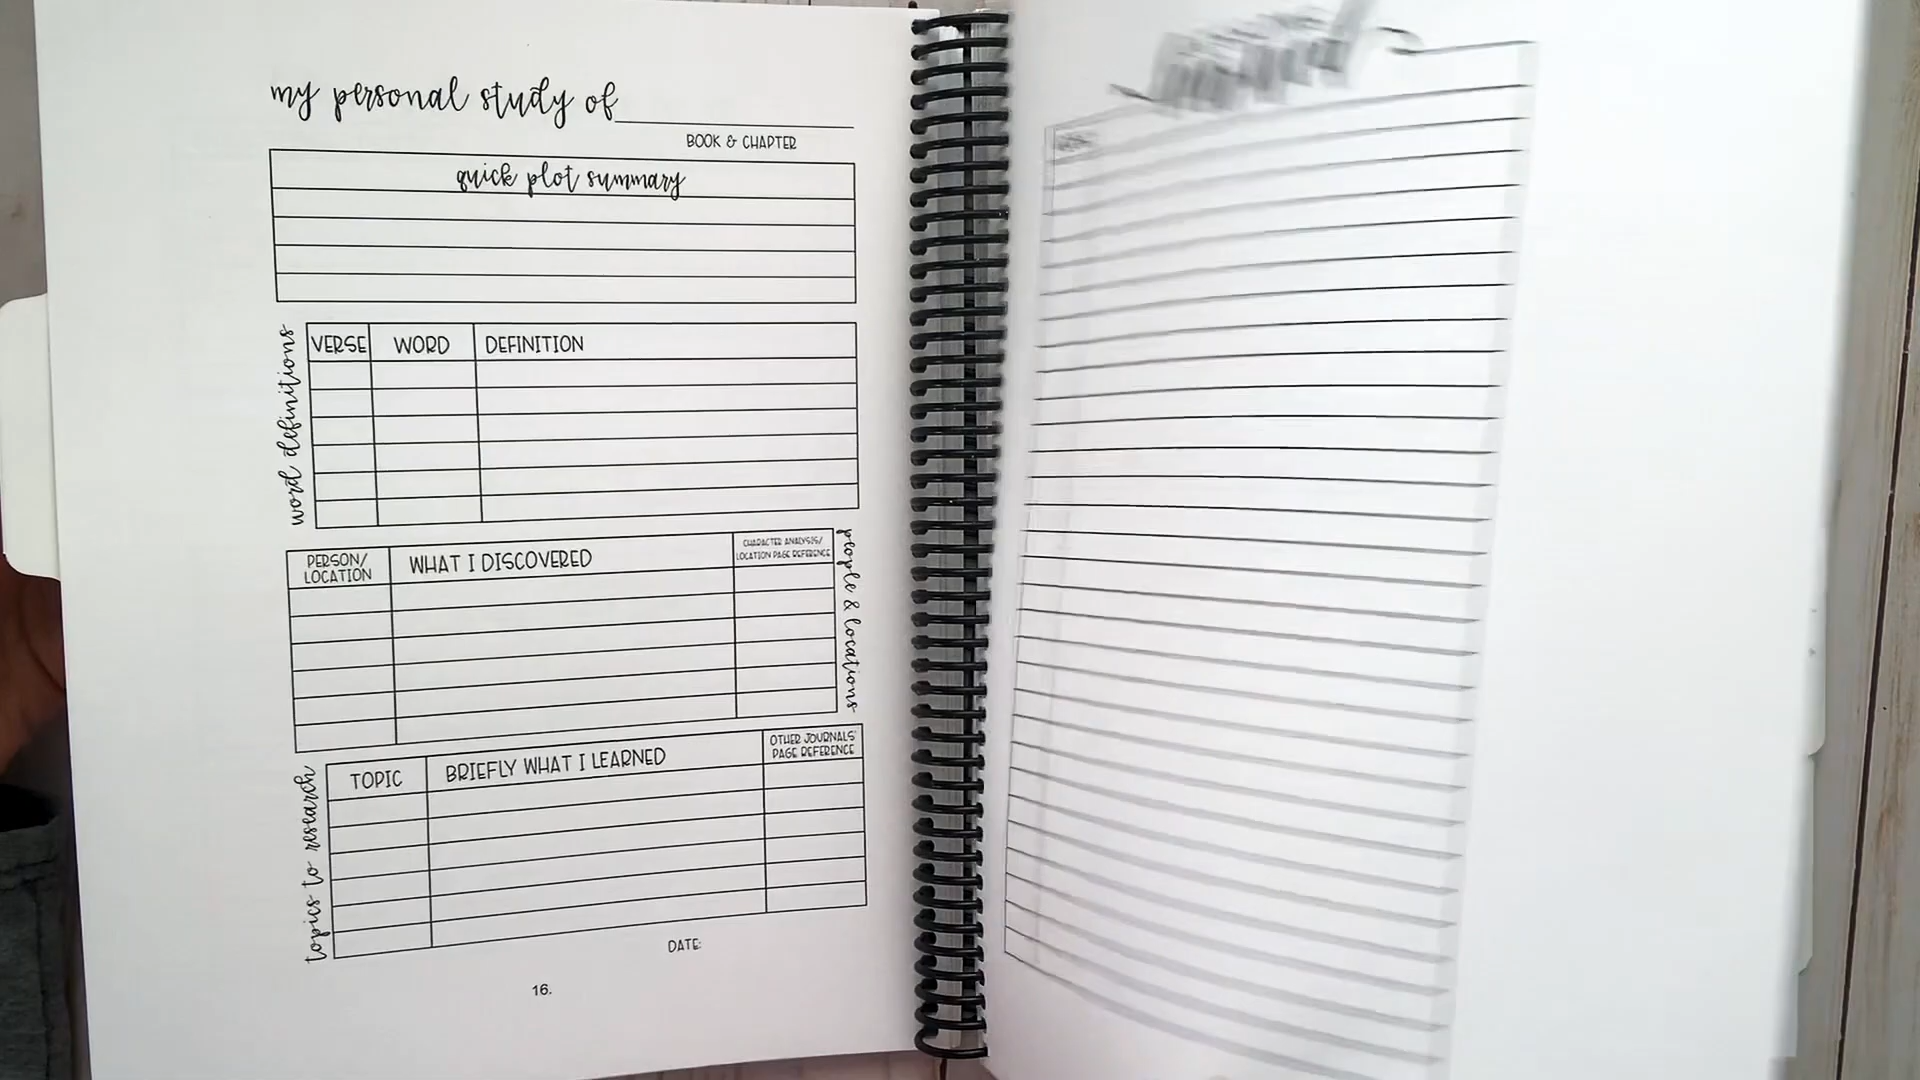 my personal study of
BOOK & CHAPTER
quick plot summary
word definitions
VERSE WORD DEFINITION
PERSON/
LOCATION
WHAT I DISCOVERED
CHARACTER ANALYSIS/
LOCATION PAGE REFERENCE
people & locations
topics to research
TOPIC
BRIEFLY WHAT I LEARNED
OTHER JOURNALS'
PAGE REFERENCE
DATE:
16.